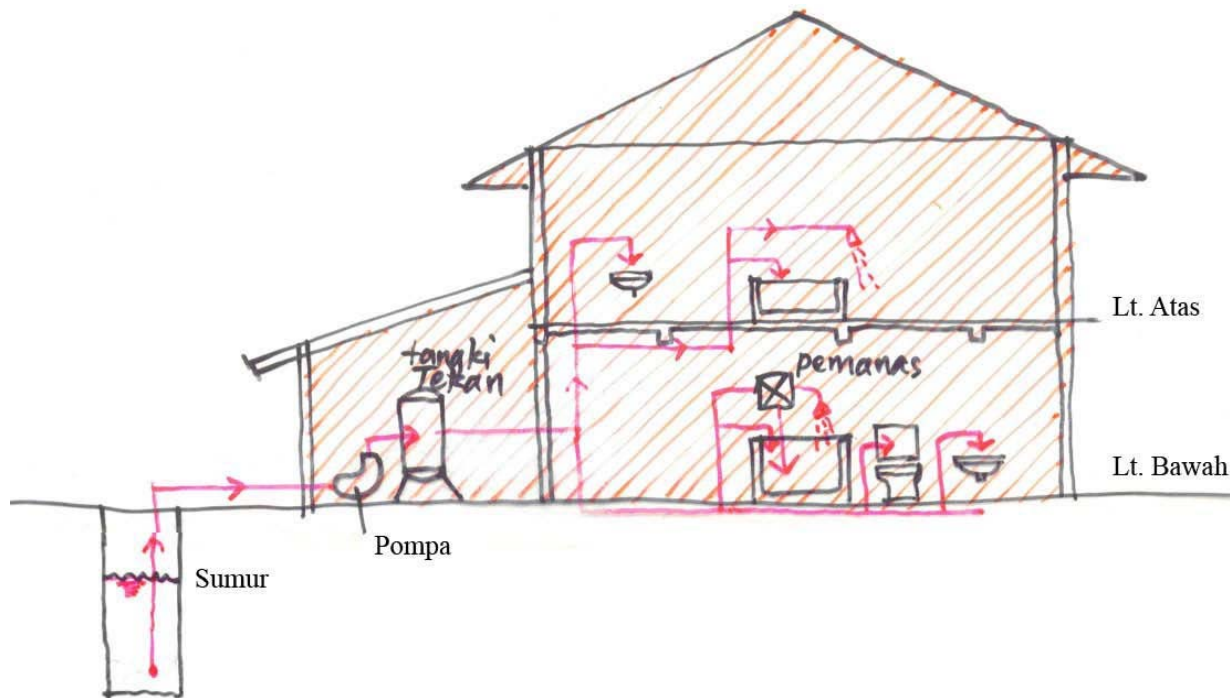 Lt. Atas
tangki
Tekan
pemanas
Lt. Bawah
Pompa
Sumur